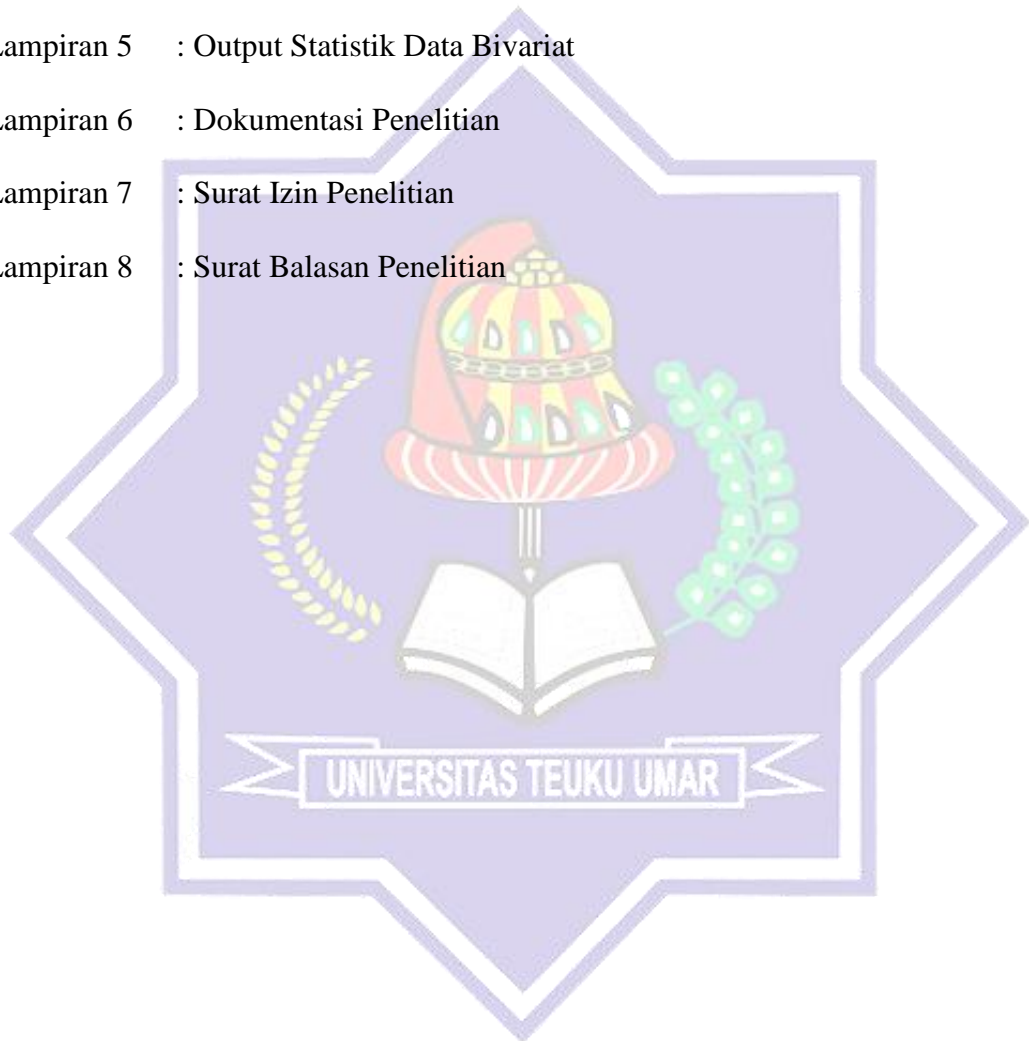 Lampiran 5 : Output Statistik Data Bivariat
Lampiran 6 : Dokumentasi Penelitian
Lampiran 7 : Surat Izin Penelitian
Lampiran 8 : Surat Balasan Penelitian
UNIVERSITAS TEUKU UMAR